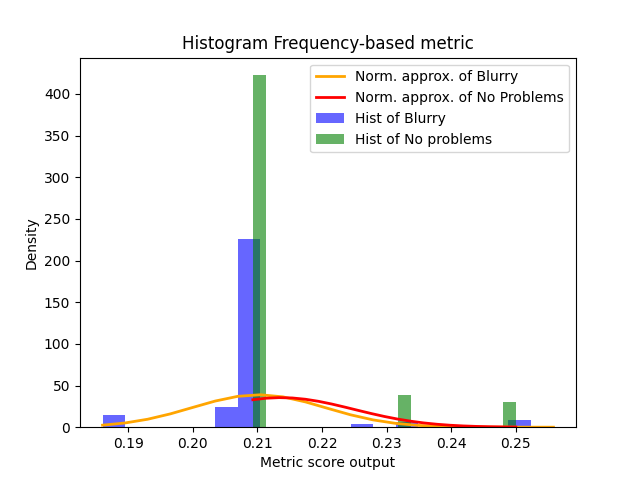 Histogram Frequency-based metric
Norm. approx. of Blurry
Norm. approx. of No Problems
Hist of Blurry
Hist of No problems
Density
400
350
300
250
200
150
100
50
0
0.19 0.20 0.21 0.22 0.23 0.24 0.25
Metric score output